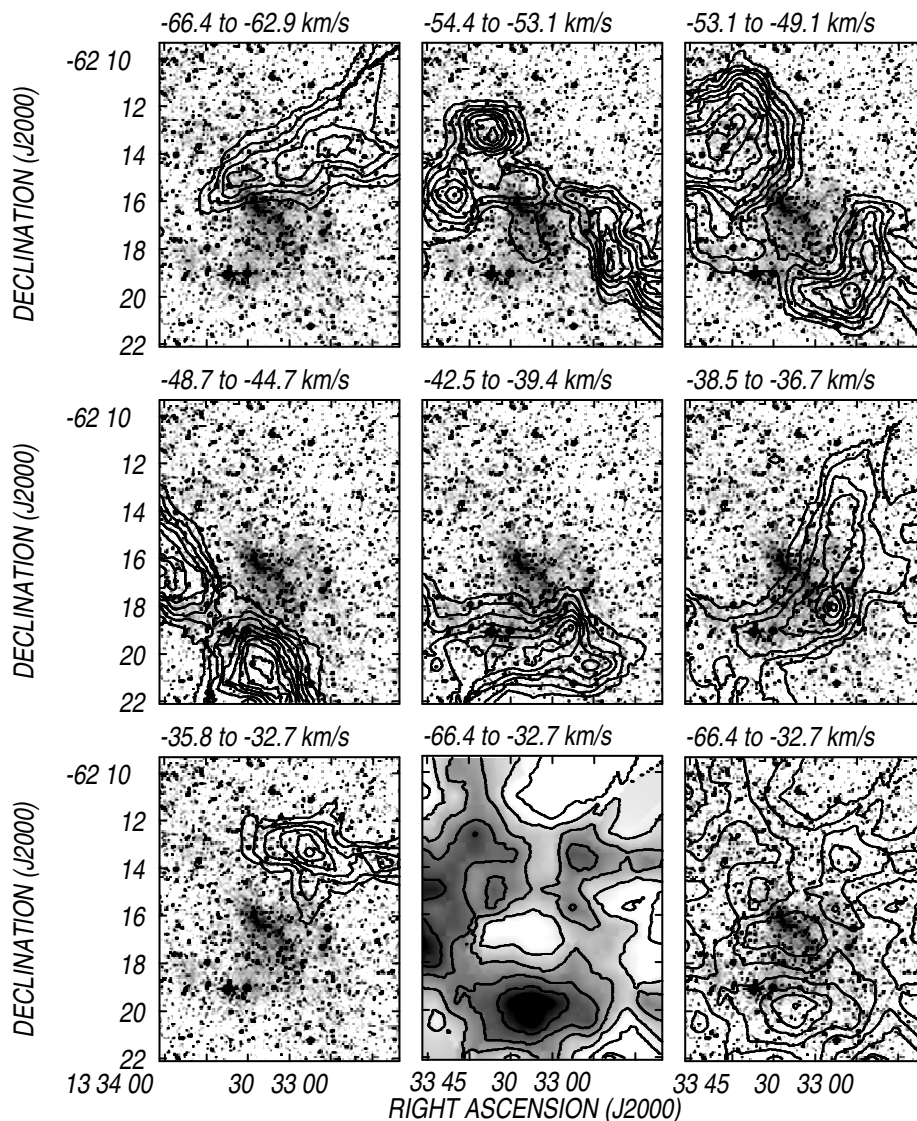 -66.4 to -62.9 km/s
-54.4 to -53.1 km/s
-53.1 to -49.1 km/s
DECLINATION (J2000)
-62 10
12
14
16
18
20
22
-48.7 to -44.7 km/s
-42.5 to -39.4 km/s
-38.5 to -36.7 km/s
DECLINATION (J2000)
-62 10
12
14
16
18
20
22
-35.8 to -32.7 km/s
-66.4 to -32.7 km/s
-66.4 to -32.7 km/s
DECLINATION (J2000)
-62 10
12
14
16
18
20
22
13 34 00 30 33 00
33 45 30 33 00
33 45 30 33 00
RIGHT ASCENSION (J2000)